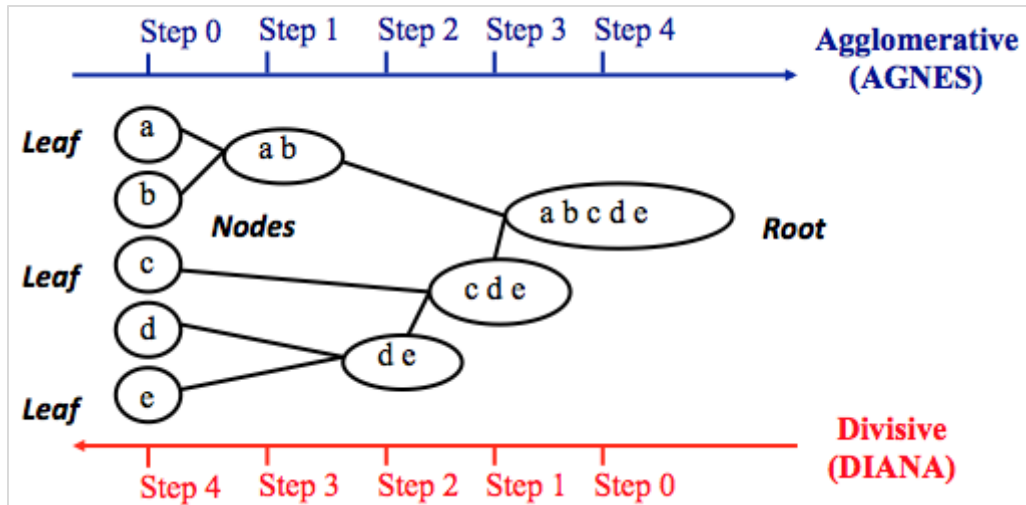 Step 0 Step 1 Step 2 Step 3 Step 4
Agglomerative
(AGNES)
Leaf
a
a b
b
a b c d e
Nodes
Root
Leaf
c
c d e
d
d e
Leaf
e
Divisive
(DIANA)
Step 4 Step 3 Step 2 Step 1 Step 0